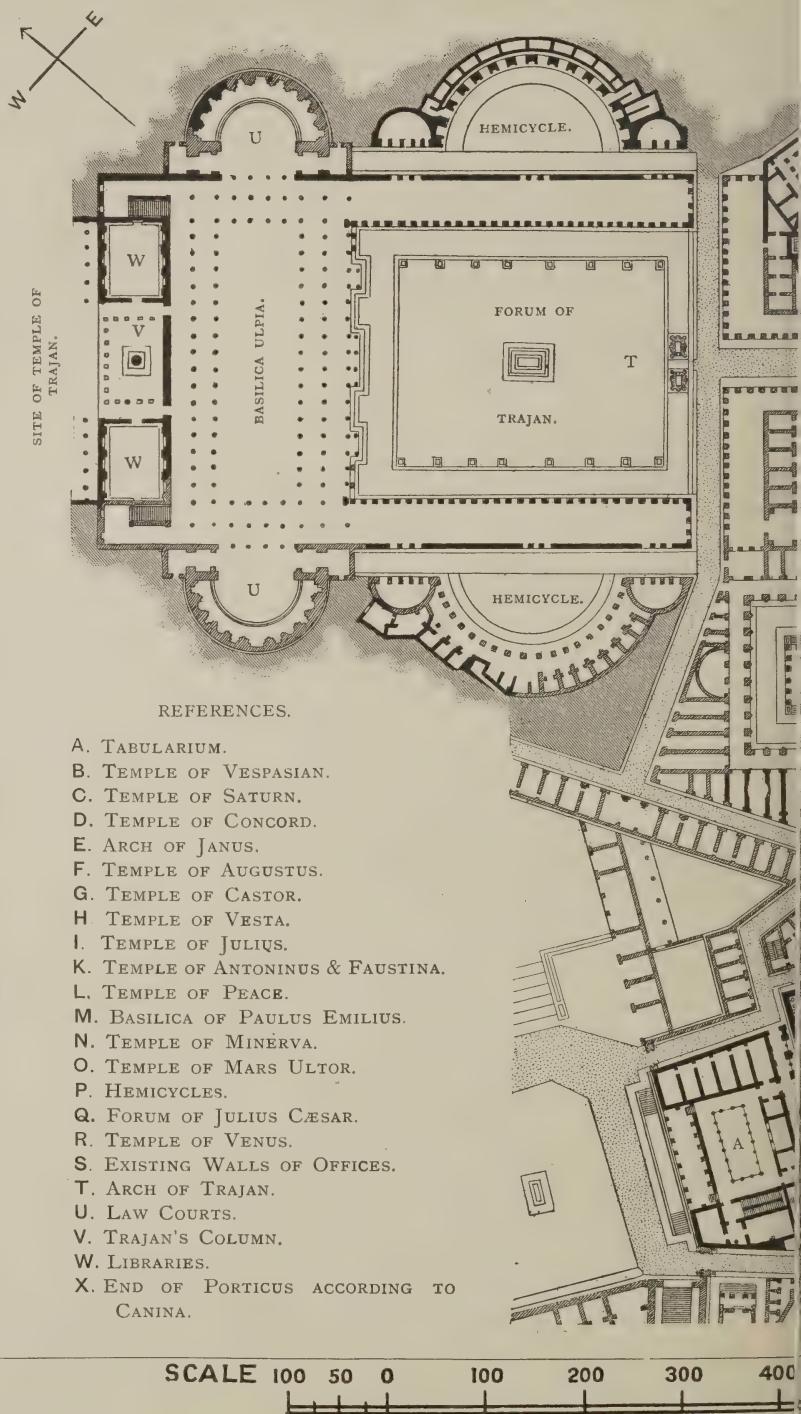 E
W
U
HEMICYCLE.
W
SITE OF TEMPLE OF
TRAJAN.
V
BASILICA ULPIA.
FORUM OF
T
TRAJAN.
W
U
HEMICYCLE.
REFERENCES.
A. TABULARIUM.
B. TEMPLE OF VESPASIAN.
C. TEMPLE OF SATURN.
D. TEMPLE OF CONCORD.
E. ARCH OF JANUS.
F. TEMPLE OF AUGUSTUS.
G. TEMPLE OF CASTOR.
H TEMPLE OF VESTA.
I. TEMPLE OF JULIUS.
K. TEMPLE OF ANTONINUS & FAUSTINA.
L. TEMPLE OF PEACE.
M. BASILICA OF PAULUS EMILIUS.
N. TEMPLE OF MINERVA.
O. TEMPLE OF MARS ULTOR.
P. HEMICYCLES.
Q. FORUM OF JULIUS CÆSAR.
R. TEMPLE OF VENUS.
S. EXISTING WALLS OF OFFICES.
T. ARCH OF TRAJAN.
U. LAW COURTS.
V. TRAJAN'S COLUMN.
W. LIBRARIES.
X. END OF PORTICUS ACCORDING TO
CANINA.
A
SCALE 100 50 0 100 200 300 400